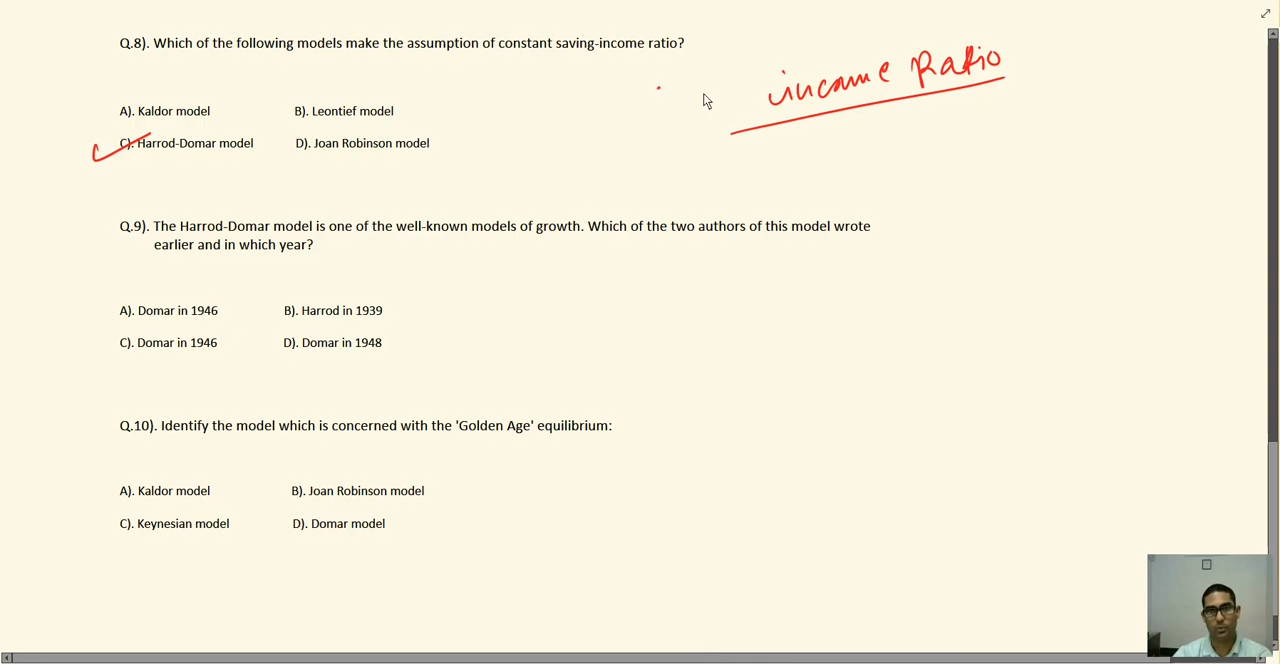 Q.8). Which of the following models make the assumption of constant saving-income ratio?
income Ratio
A). Kaldor model B). Leontief model
C). Harrod-Domar model D). Joan Robinson model
Q.9). The Harrod-Domar model is one of the well-known models of growth. Which of the two authors of this model wrote
earlier and in which year?
A). Domar in 1946 B). Harrod in 1939
C). Domar in 1946 D). Domar in 1948
Q.10). Identify the model which is concerned with the 'Golden Age' equilibrium:
A). Kaldor model B). Joan Robinson model
C). Keynesian model D). Domar model